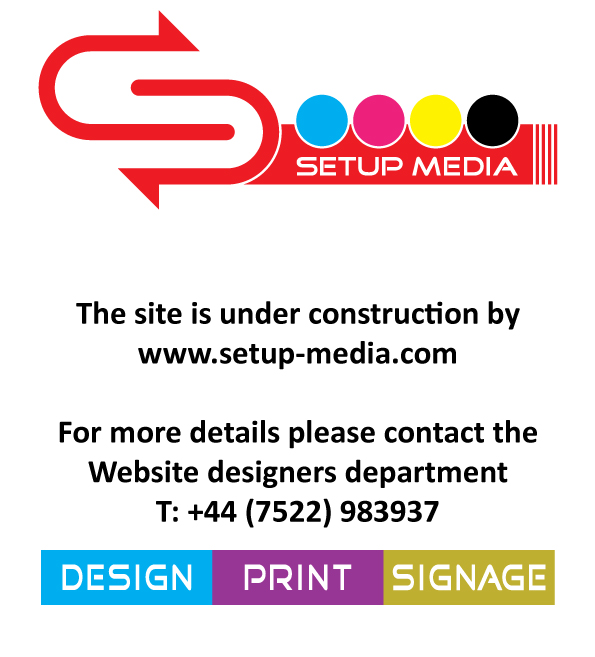 SETUP MEDIA
The site is under construction by
www.setup-media.com
For more details please contact the
Website designers department
T: +44 (7522) 983937
DESIGN PRINT SIGNAGE